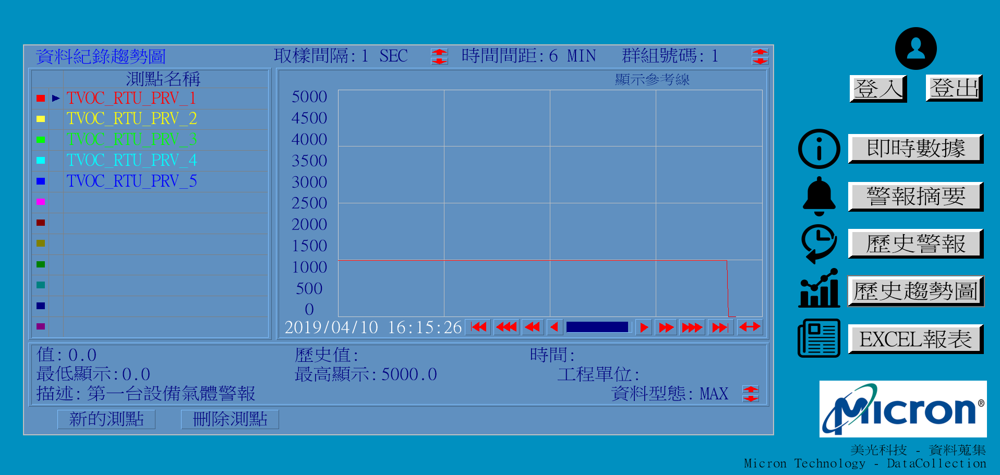 資料紀錄趨勢圖 取樣間隔:1 SEC 時間間距:6 MIN 群組號碼:1
測點名稱
TVOC_RTU_PRV_1
TVOC_RTU_PRV_2
TVOC_RTU_PRV_3
TVOC_RTU_PRV_4
TVOC_RTU_PRV_5
顯示參考線
5000
4500
4000
3500
3000
2500
2000
1500
1000
500
0
2019/04/10 16:15:26
值:0.0 歷史值: 時間:
最低顯示:0.0 最高顯示:5000.0 工程單位:
描述:第一台設備氣體警報 資料型態:MAX
新的測點 刪除測點
登入 登出
即時數據
警報摘要
歷史警報
歷史趨勢圖
EXCEL報表
Micron®
美光科技 - 資料蒐集
Micron Technology - DataCollection